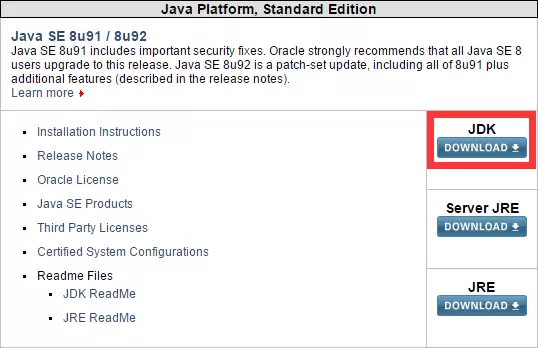 Java Platform, Standard Edition
Java SE 8u91 / 8u92
Java SE 8u91 includes important security fixes. Oracle strongly recommends that all Java SE 8
users upgrade to this release. Java SE 8u92 is a patch-set update, including all of 8u91 plus
additional features (described in the release notes).
Learn more
Installation Instructions
Release Notes
Oracle License
Java SE Products
Third Party Licenses
Certified System Configurations
Readme Files
JDK ReadMe
JRE ReadMe
JDK
DOWNLOAD
Server JRE
DOWNLOAD
JRE
DOWNLOAD